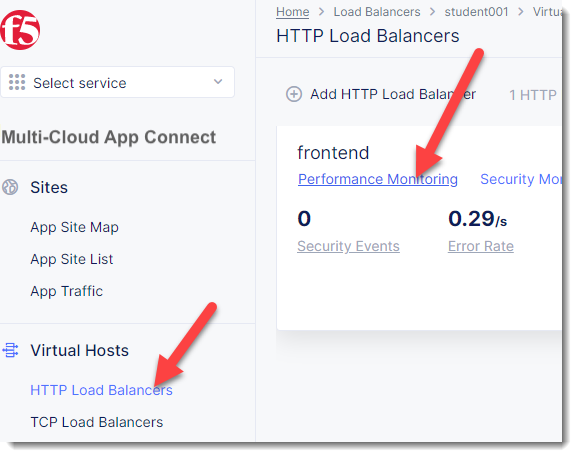 f5
Home > Load Balancers > student001 > Virtua
HTTP Load Balancers
Select service
Add HTTP Load Balancer
1 HTTP
Multi-Cloud App Connect
frontend
Sites
Performance Monitoring
Security Mon
App Site Map
0
0.29/s
App Site List
Security Events
Error Rate
App Traffic
Virtual Hosts
HTTP Load Balancers
TCP Load Balancers